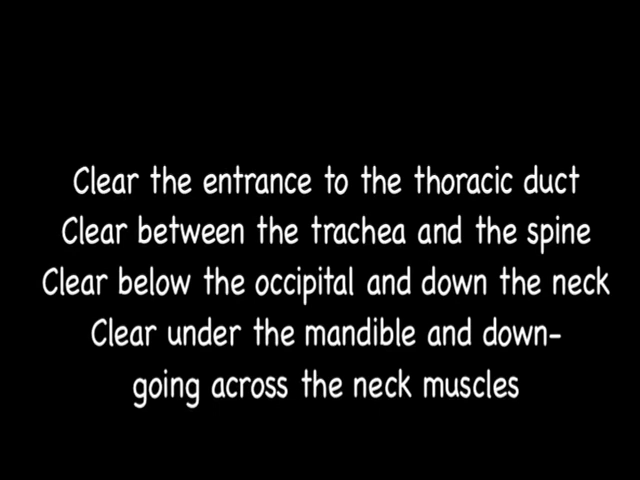 Clear the entrance to the thoracic duct
Clear between the trachea and the spine
Clear below the occipital and down the neck
Clear under the mandible and down-
going across the neck muscles